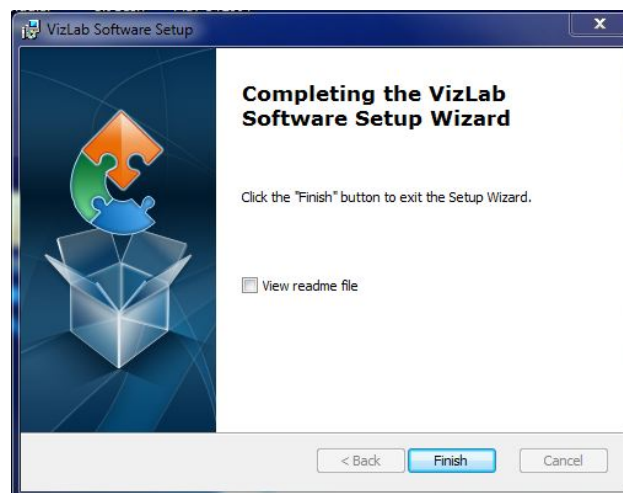 VizLab Software Setup
X
Completing the VizLab
Software Setup Wizard
Click the "Finish" button to exit the Setup Wizard.
View readme file
< Back Finish Cancel